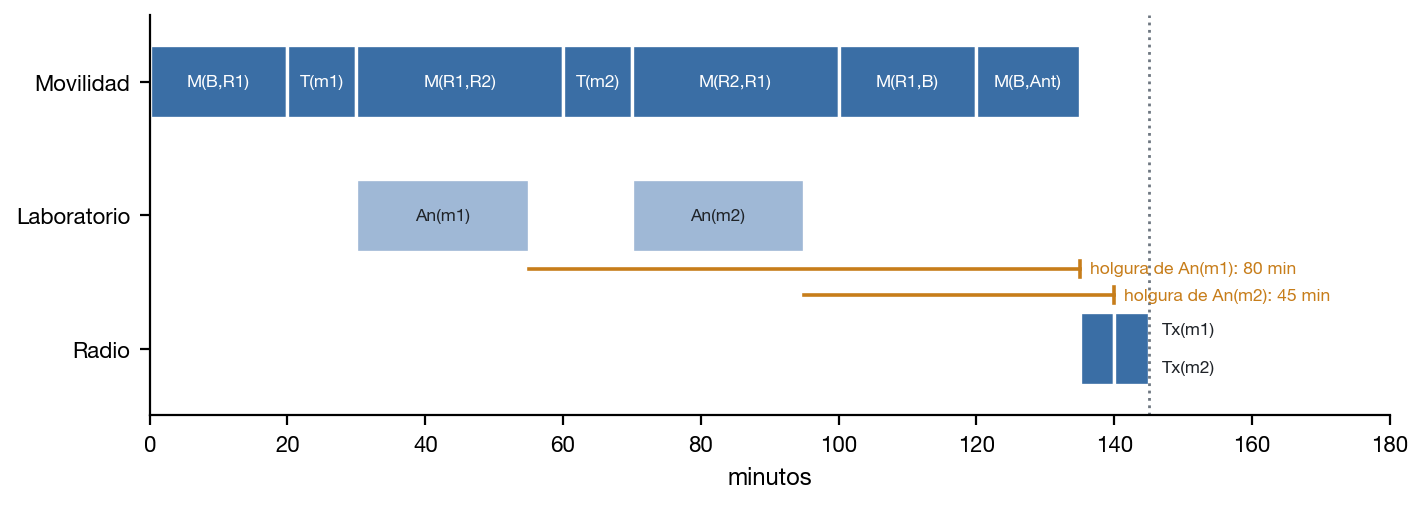 Movilidad
M(B,R1) T(m1) M(R1,R2) T(m2) M(R2,R1) M(R1,B) M(B,Ant)
Laboratorio
An(m1) An(m2)
holgura de An(m1): 80 min
holgura de An(m2): 45 min
Radio
Tx(m1)
Tx(m2)
0 20 40 60 80 100 120 140 160 180
minutos